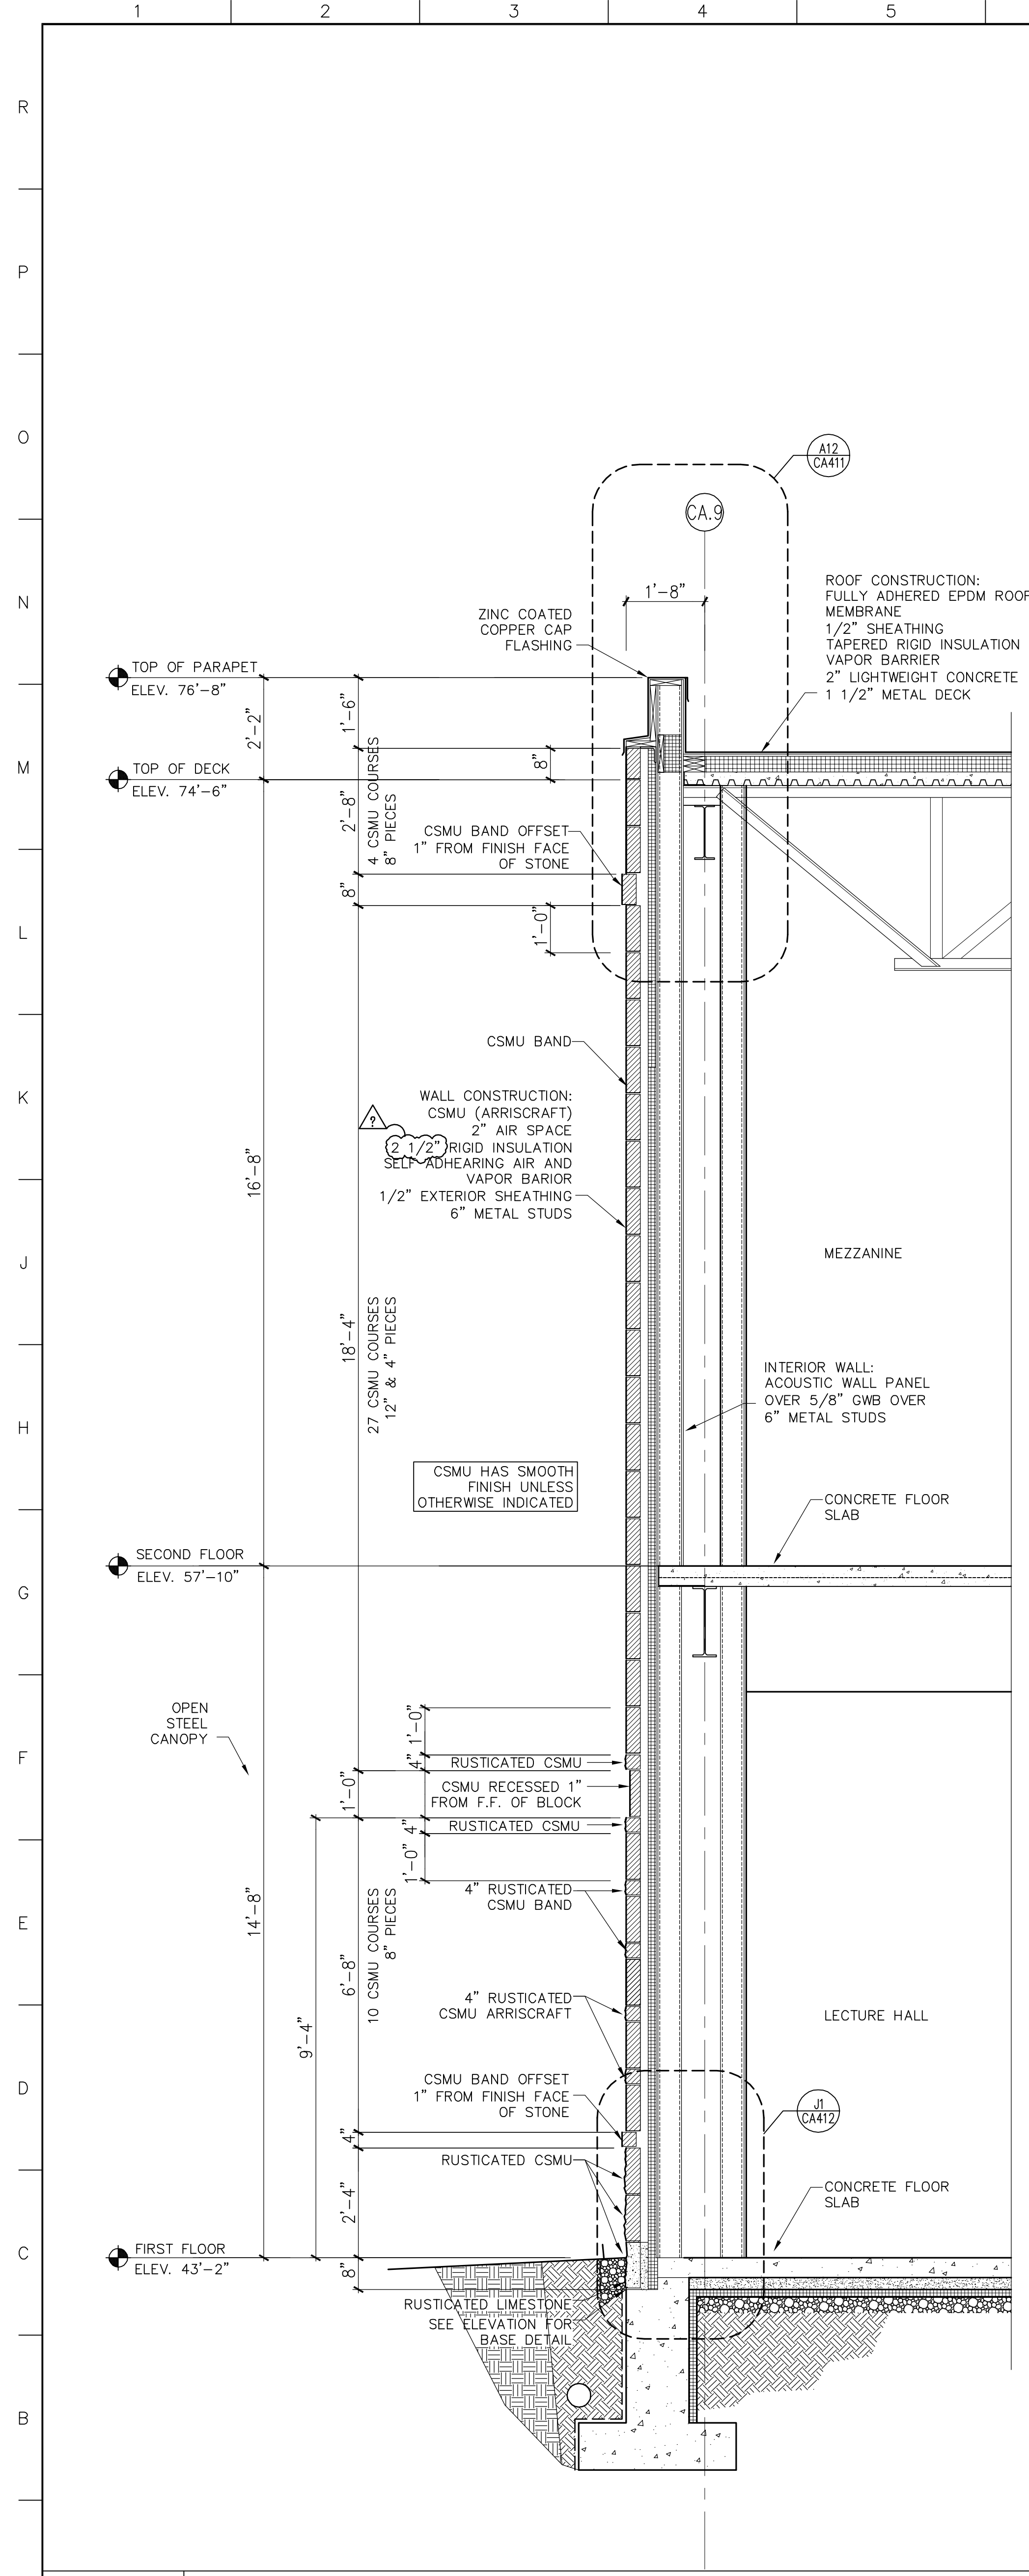 1
2
3
4
5
R
P
O
N
M
L
K
J
H
G
F
E
D
C
B
A12
CA411
CA.9
1'-8"
ROOF CONSTRUCTION:
FULLY ADHERED EPDM ROOF
MEMBRANE
1/2" SHEATHING
TAPERED RIGID INSULATION
VAPOR BARRIER
2" LIGHTWEIGHT CONCRETE
1 1/2" METAL DECK
ZINC COATED
COPPER CAP
FLASHING
TOP OF PARAPET
ELEV. 76'-8"
2'-2"
1'-6"
TOP OF DECK
ELEV. 74'-6"
8"
2'-8"
4 CSMU COURSES
8" PIECES
CSMU BAND OFFSET
1" FROM FINISH FACE
OF STONE
8"
1'-0"
CSMU BAND
WALL CONSTRUCTION:
CSMU (ARRISCRAFT)
2" AIR SPACE
?
2 1/2" RIGID INSULATION
SELF ADHEARING AIR AND
VAPOR BARIOR
1/2" EXTERIOR SHEATHING
6" METAL STUDS
16'-8"
MEZZANINE
18'-4"
27 CSMU COURSES
12" & 4" PIECES
INTERIOR WALL:
ACOUSTIC WALL PANEL
OVER 5/8" GWB OVER
6" METAL STUDS
CSMU HAS SMOOTH
FINISH UNLESS
OTHERWISE INDICATED
CONCRETE FLOOR
SLAB
SECOND FLOOR
ELEV. 57'-10"
OPEN
STEEL
CANOPY
1'-0"
4"
RUSTICATED CSMU
1'-0"
CSMU RECESSED 1"
FROM F.F. OF BLOCK
4"
RUSTICATED CSMU
1'-0"
4" RUSTICATED
CSMU BAND
14'-8"
6'-8"
10 CSMU COURSES
8" PIECES
9'-4"
4" RUSTICATED
CSMU ARRISCRAFT
LECTURE HALL
CSMU BAND OFFSET
1" FROM FINISH FACE
OF STONE
J1
CA412
4"
RUSTICATED CSMU
2'-4"
CONCRETE FLOOR
SLAB
FIRST FLOOR
ELEV. 43'-2"
8"
RUSTICATED LIMESTONE
SEE ELEVATION FOR
BASE DETAIL